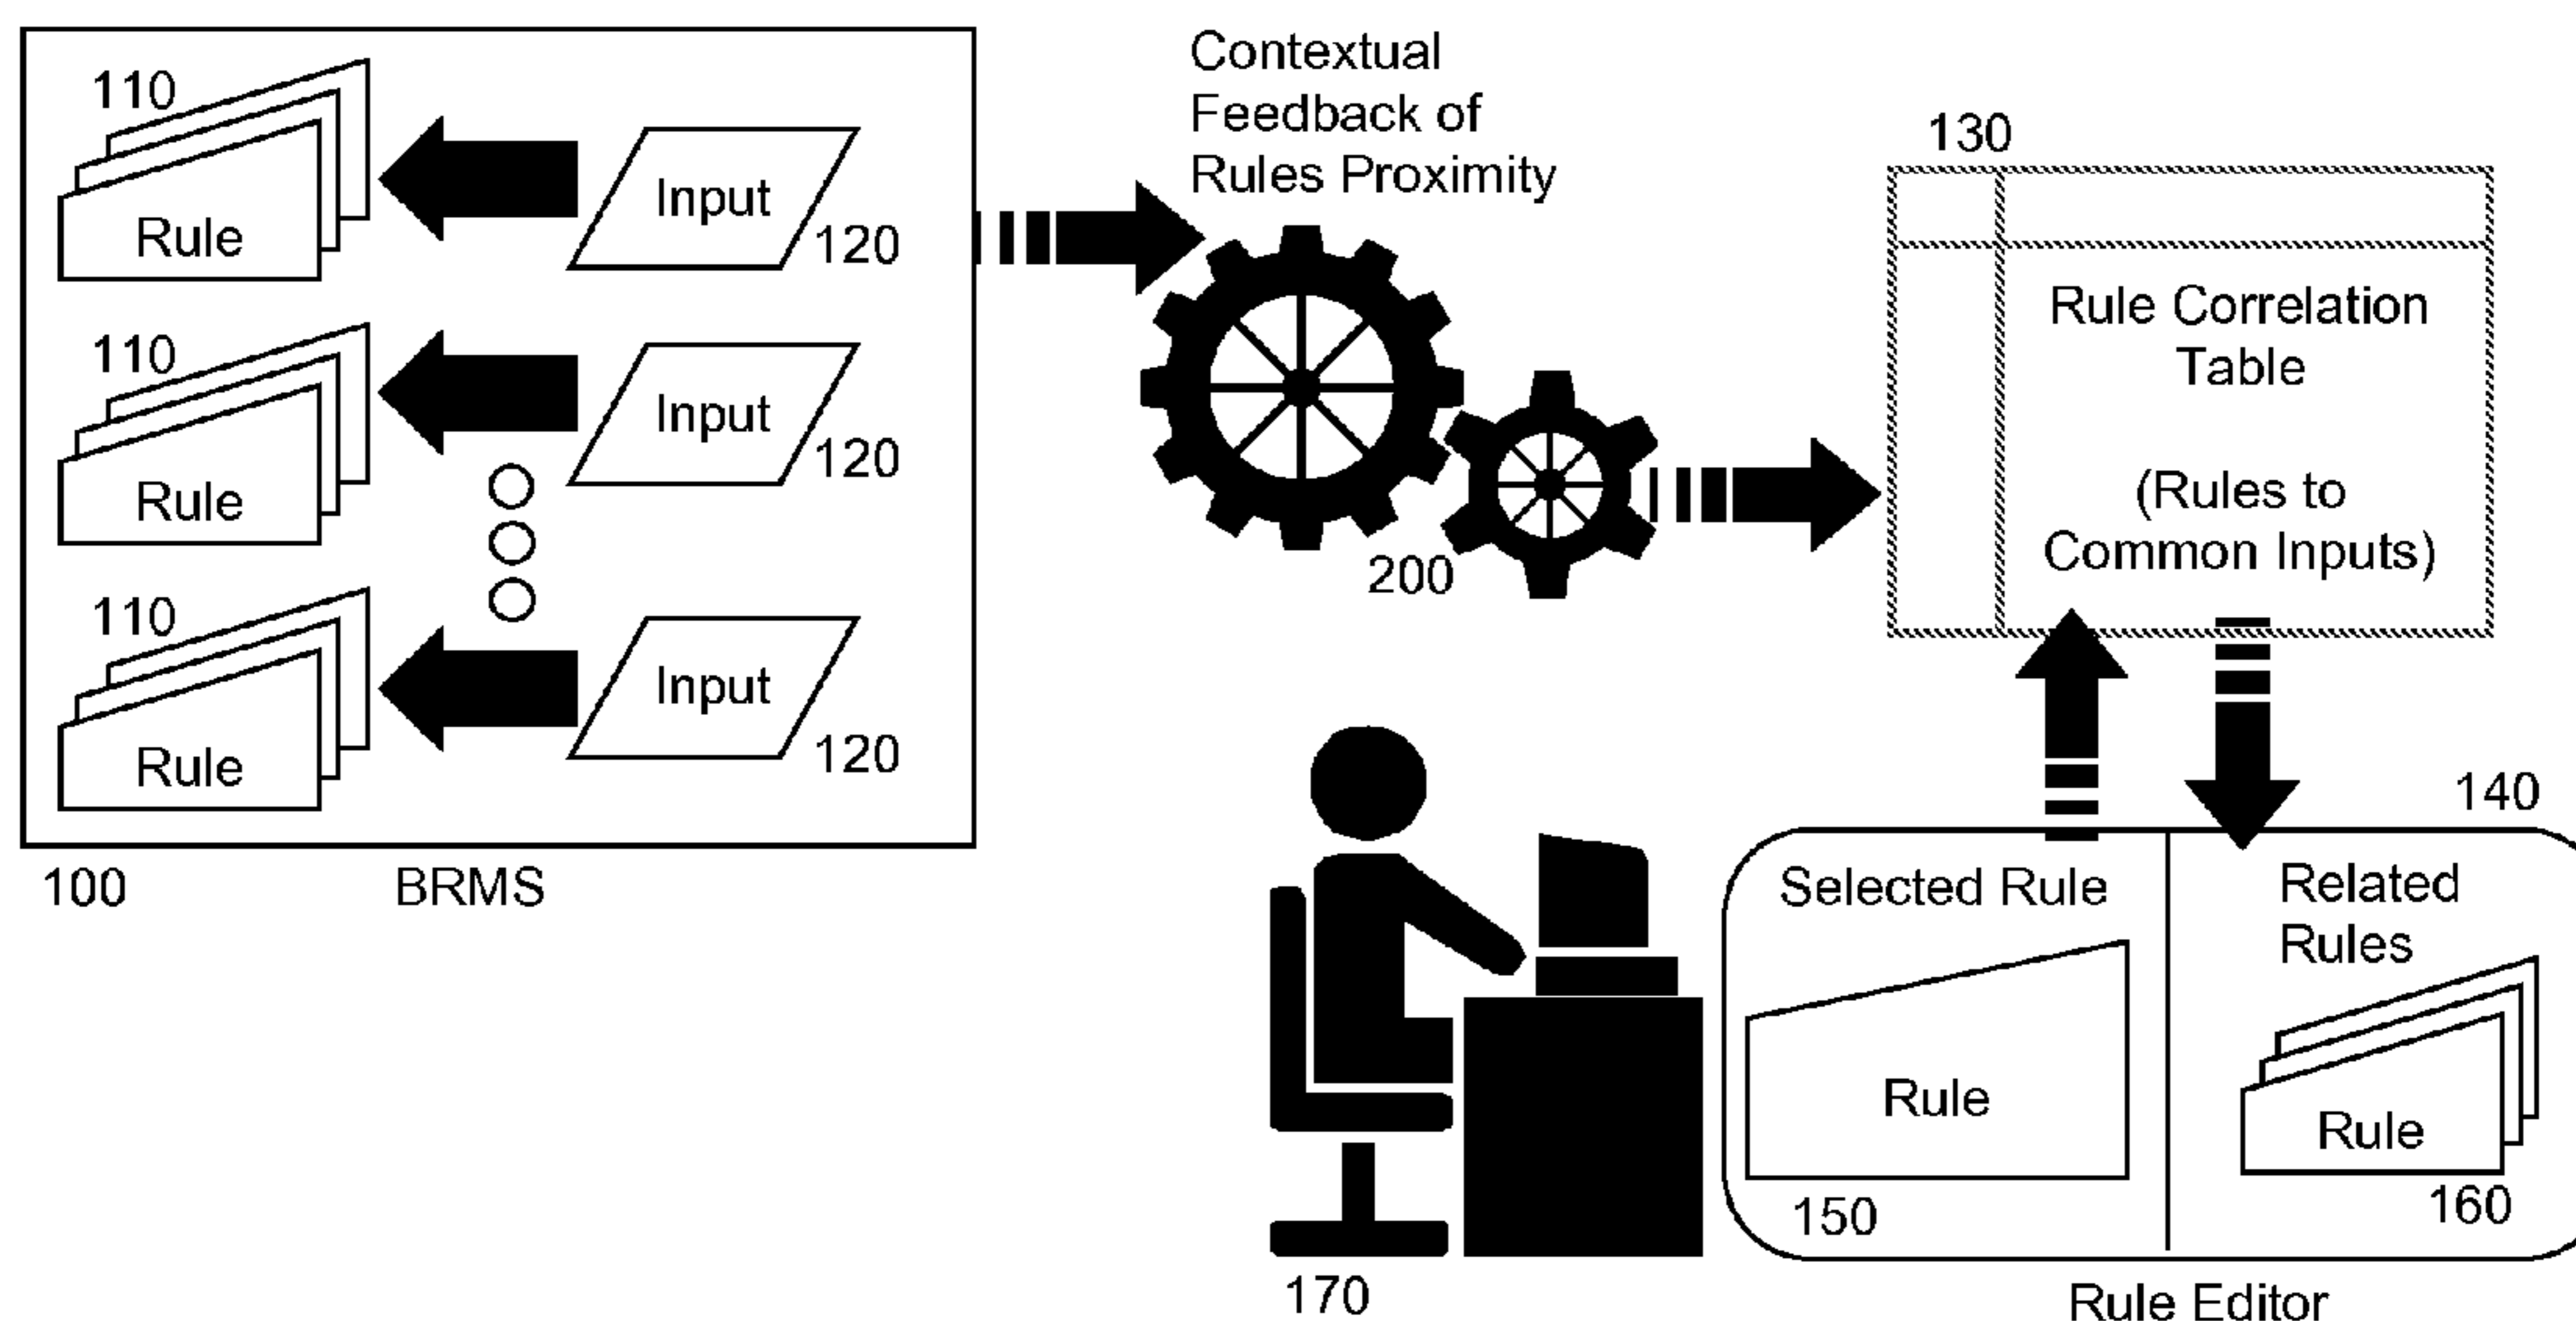 110
Rule
Input
120
110
Rule
Input
120
110
Rule
Input
120
100
BRMS
Contextual
Feedback of
Rules Proximity
200
130
Rule Correlation
Table
(Rules to
Common Inputs)
140
Selected Rule
Rule
150
Related
Rules
Rule
160
170
Rule Editor